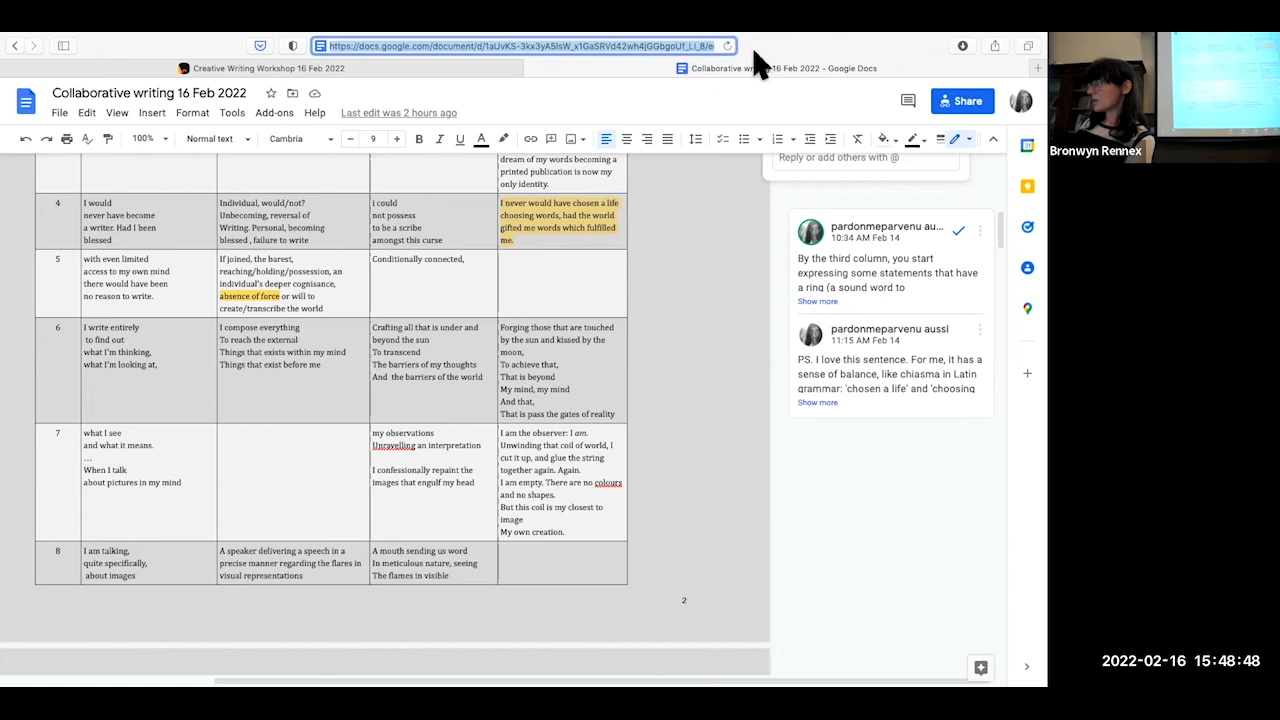 https://docs.google.com/document/d/1aUvKS-3kx3yA5IsW_x1GaSRVd42wh4jGGbgoUf_LI_8/e
Creative Writing Workshop 16 Feb 2022
Collaborative wr 16 Feb 2022 - Google Docs
Collaborative writing 16 Feb 2022
File Edit View Insert Format Tools Add-ons Help Last edit was 2 hours ago
Share
100% Normal text Cambria 9
B I U A
dream of my words becoming a
printed publication is now my
only identity.
4
I would
never have become
a writer. Had I been
blessed
Individual, would/not?
Unbecoming, reversal of
Writing. Personal, becoming
blessed , failure to write
i could
not possess
to be a scribe
amongst this curse
I never would have chosen a life
choosing words, had the world
gifted me words which fulfilled
me.
5
with even limited
access to my own mind
there would have been
no reason to write.
If joined, the barest,
reaching/holding/possession, an
individual's deeper cognisance,
absence of force or will to
create/transcribe the world
Conditionally connected,
6
I write entirely
to find out
what I'm thinking,
what I'm looking at,
I compose everything
To reach the external
Things that exists within my mind
Things that exist before me
Crafting all that is under and
beyond the sun
To transcend
The barriers of my thoughts
And the barriers of the world
Forging those that are touched
by the sun and kissed by the
moon,
To achieve that,
That is beyond
My mind, my mind
And that,
That is pass the gates of reality
7
what I see
and what it means.
...
When I talk
about pictures in my mind
my observations
Unravelling an interpretation
I confessionally repaint the
images that engulf my head
I am the observer: I am.
Unwinding that coil of world, I
cut it up, and glue the string
together again. Again.
I am empty. There are no colours
and no shapes.
But this coil is my closest to
image
My own creation.
8
I am talking,
quite specifically,
about images
A speaker delivering a speech in a
precise manner regarding the flares in
visual representations
A mouth sending us word
In meticulous nature, seeing
The flames in visible
2
Reply or add others with @
pardonmeparvenu au...
10:34 AM Feb 14
By the third column, you start
expressing some statements that have
a ring (a sound word to
Show more
pardonmeparvenu aussi
11:15 AM Feb 14
PS. I love this sentence. For me, it has a
sense of balance, like chiasma in Latin
grammar: 'chosen a life' and 'choosing
Show more
Bronwyn Rennex
2022-02-16 15:48:48